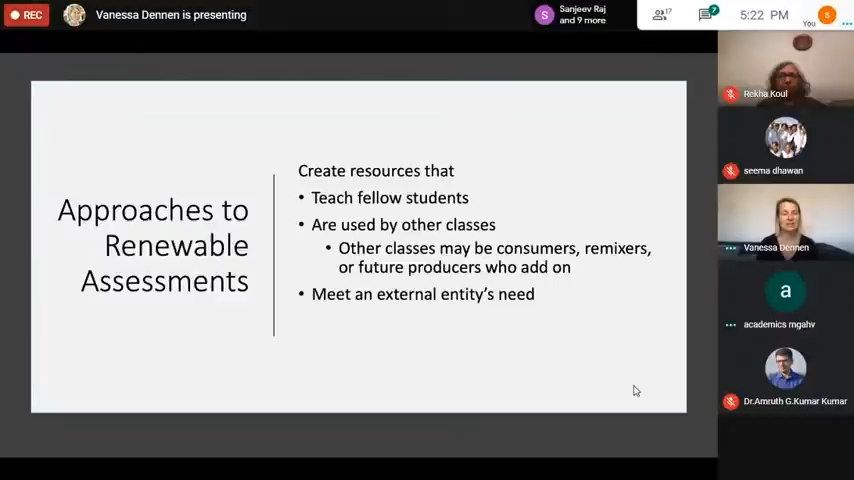 REC
Vanessa Dennen is presenting
S
Sanjeev Raj
and 9 more
17
7
5:22 PM
You
S
Approaches to
Renewable
Assessments
Create resources that
• Teach fellow students
• Are used by other classes
• Other classes may be consumers, remixers,
or future producers who add on
• Meet an external entity's need
Rekha Koul
seema dhawan
Vanessa Dennen
a
academics mgahv
Dr.Amruth G.Kumar Kumar